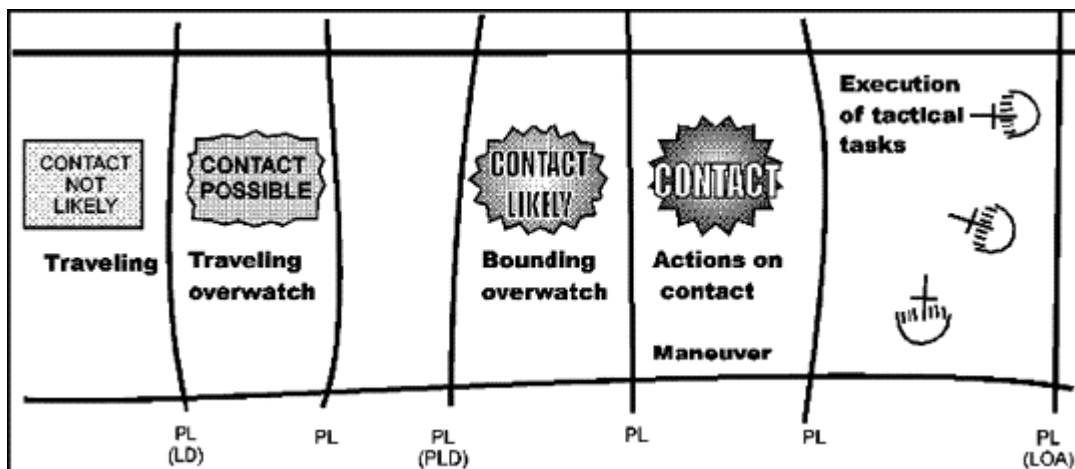 CONTACT
NOT
LIKELY
Traveling
CONTACT
POSSIBLE
Traveling
overwatch
CONTACT
LIKELY
Bounding
overwatch
CONTACT
Actions on
contact
Maneuver
Execution
of tactical
tasks
PL
(LD)
PL
PL
(PLD)
PL
PL
PL
(LOA)